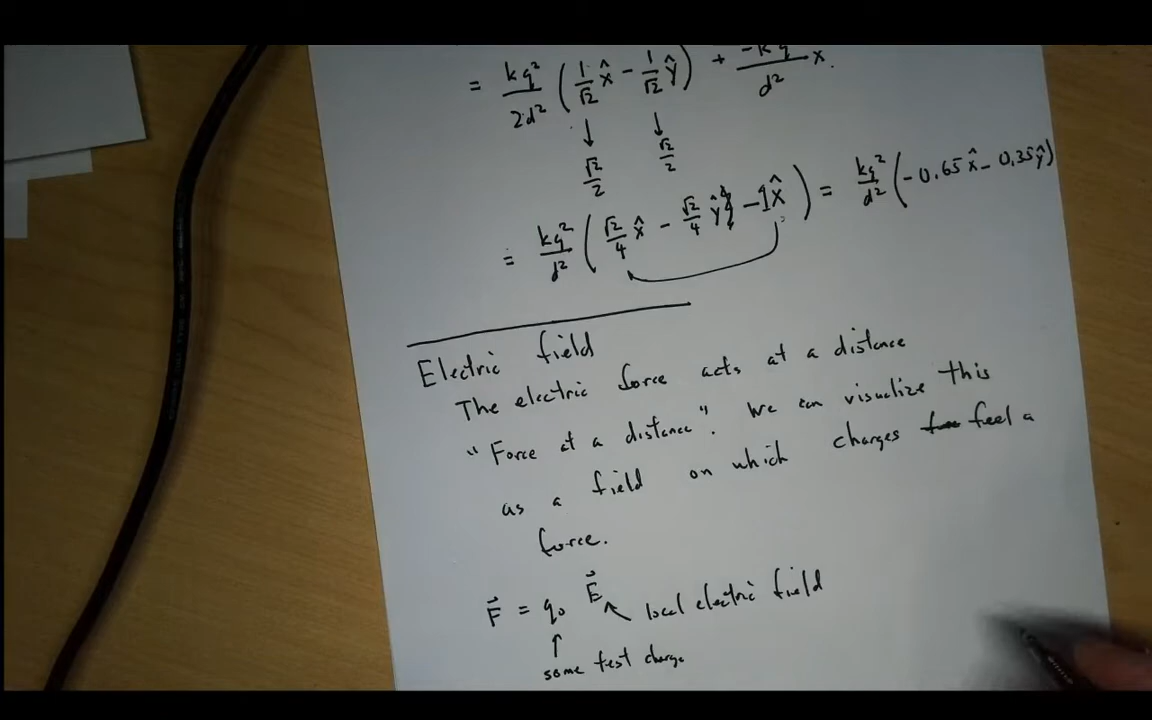 = kq²/2d² (1/√2 x̂ - 1/√2 ŷ) + -kq²/d² x̂
↓ ↓
√2/2 √2/2
= kq²/d² (√2/4 x̂ - √2/4 ŷ - 1x̂) = kq²/d² (-0.65 x̂ - 0.35 ŷ)
Electric field
The electric force acts at a distance
"Force at a distance". We can visualize this
as a field on which charges feel a
force.
F⃗ = q₀ E⃗ ↖ local electric field
↑
some test charge